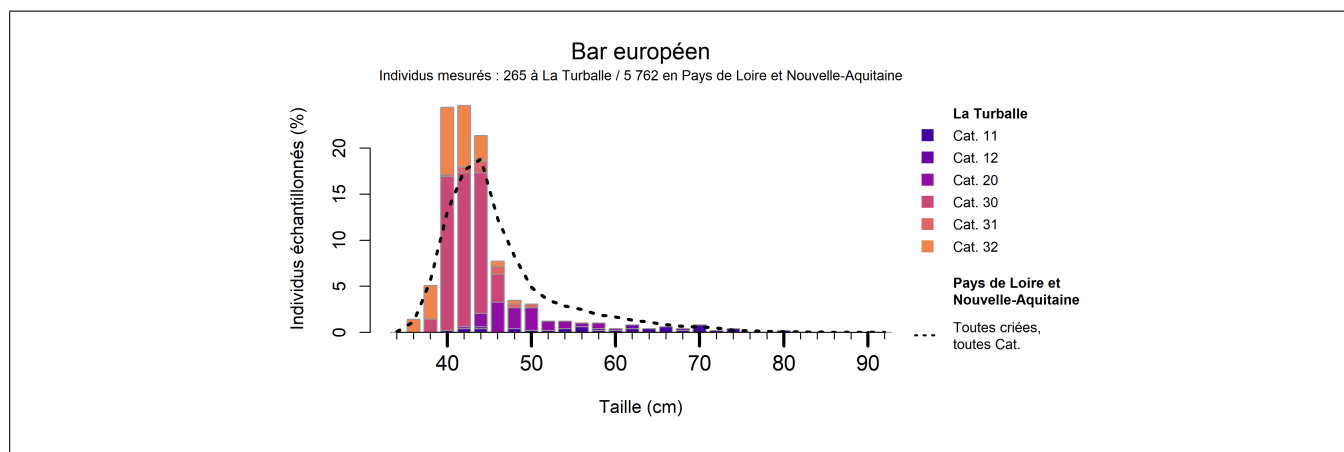 Bar européen
Individus mesurés : 265 à La Turballe / 5 762 en Pays de Loire et Nouvelle-Aquitaine
Individus échantillonnés (%)
20
15
10
5
0
40
50
60
70
80
90
Taille (cm)
La Turballe
Cat. 11
Cat. 12
Cat. 20
Cat. 30
Cat. 31
Cat. 32
Pays de Loire et
Nouvelle-Aquitaine
Toutes criées,
toutes Cat.